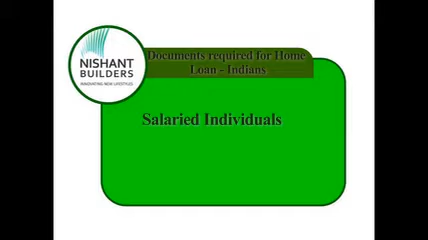 NISHANT
BUILDERS
INNOVATING NEW LIFESTYLES
Documents required for Home
Loan - Indians
Salaried Individuals